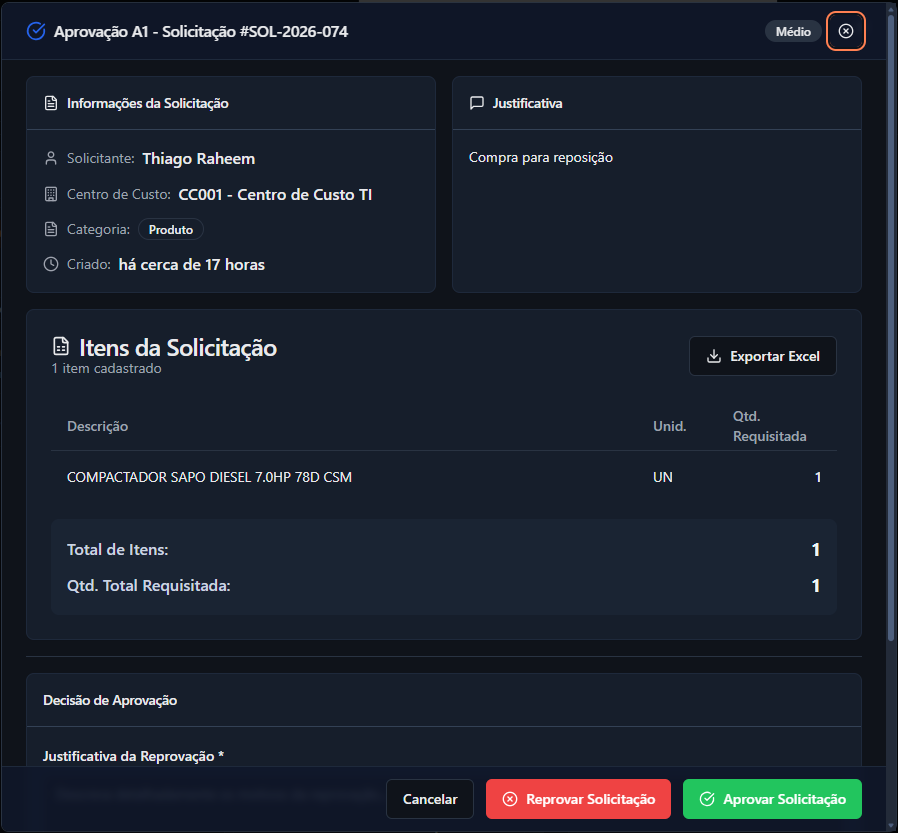 Aprovação A1 - Solicitação #SOL-2026-074
Médio
Informações da Solicitação
Solicitante: Thiago Raheem
Centro de Custo: CC001 - Centro de Custo TI
Categoria: Produto
Criado: há cerca de 17 horas
Justificativa
Compra para reposição
Itens da Solicitação
1 item cadastrado
Exportar Excel
Descrição
Unid.
Qtd.
Requisitada
COMPACTADOR SAPO DIESEL 7.0HP 78D CSM
UN
1
Total de Itens:
1
Qtd. Total Requisitada:
1
Decisão de Aprovação
Justificativa da Reprovação *
Cancelar
Reprovar Solicitação
Aprovar Solicitação